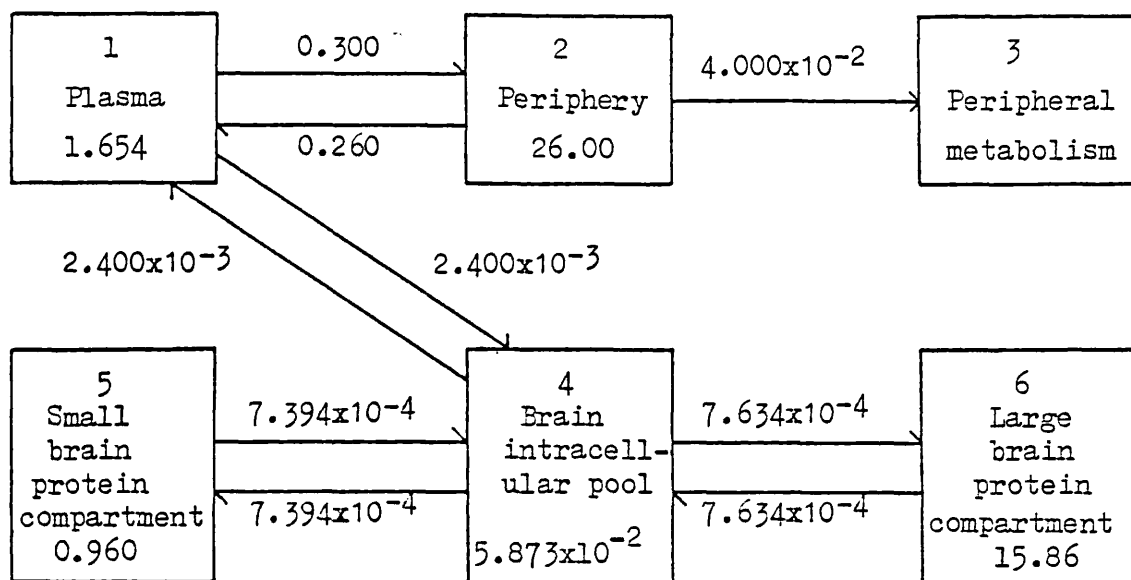 1
Plasma
1.654
0.300
0.260
2
Periphery
26.00
4.000x10-2
3
Peripheral
metabolism
2.400x10-3
2.400x10-3
5
Small
brain
protein
compartment
0.960
7.394x10-4
7.394x10-4
4
Brain
intracell-
ular pool
5.873x10-2
7.634x10-4
7.634x10-4
6
Large
brain
protein
compartment
15.86